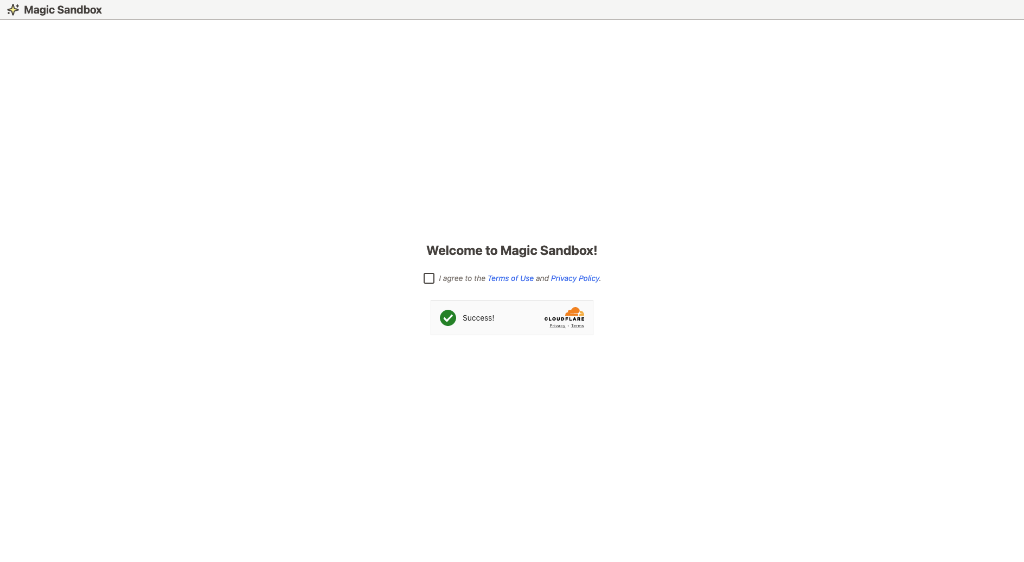 Magic Sandbox
Welcome to Magic Sandbox!
I agree to the Terms of Use and Privacy Policy.
Success!
CLOUDFLARE
Privacy · Terms